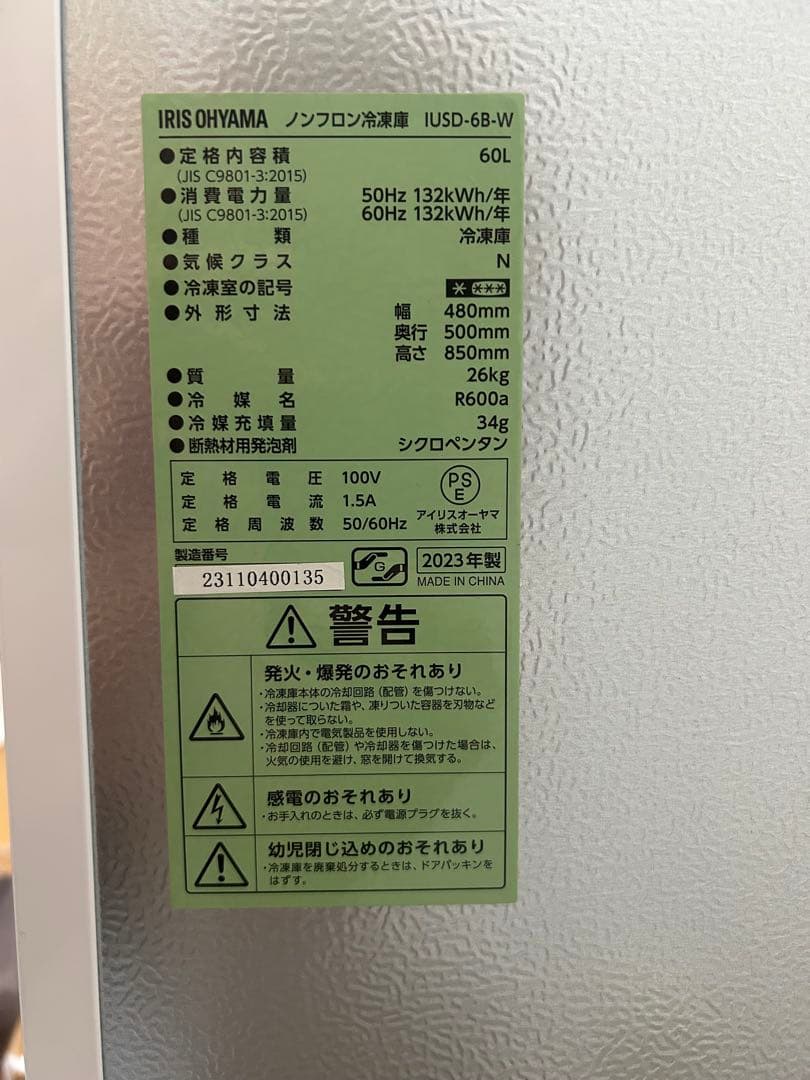 IRIS OHYAMA ノンフロン冷凍庫 IUSD-6B-W
●定格内容積 60L
(JIS C9801-3:2015)
●消費電力量 50Hz 132kWh/年
(JIS C9801-3:2015) 60Hz 132kWh/年
●種類 冷凍庫
●気候クラス N
●冷凍室の記号 * ***
●外形寸法 幅 480mm
奥行 500mm
高さ 850mm
●質量 26kg
●冷媒名 R600a
●冷媒充填量 34g
●断熱材用発泡剤 シクロペンタン
定格電圧 100V
定格電流 1.5A
定格周波数 50/60Hz
PS
E
アイリスオーヤマ
株式会社
製造番号
23110400135
G
2023年製
MADE IN CHINA
警告
発火・爆発のおそれあり
・冷凍庫本体の冷却回路（配管）を傷つけない。
・冷却器についた霜や、凍りついた容器を刃物など
を使って取らない。
・冷凍庫内で電気製品を使用しない。
・冷却回路（配管）や冷却器を傷つけた場合は、
火気の使用を避け、窓を開けて換気する。
感電のおそれあり
・お手入れのときは、必ず電源プラグを抜く。
幼児閉じ込めのおそれあり
・冷凍庫を廃棄処分するときは、ドアパッキンを
はずす。